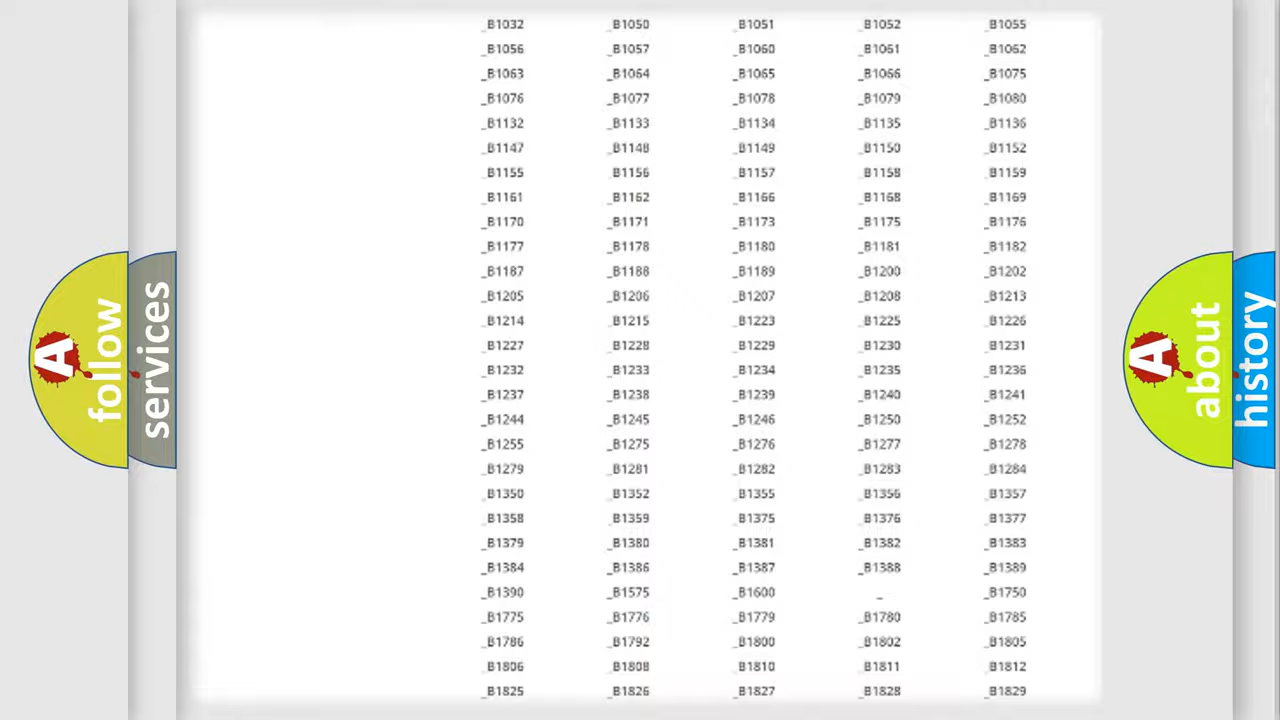 _B1032 _B1050 _B1051 _B1052 _B1055
_B1056 _B1057 _B1060 _B1061 _B1062
_B1063 _B1064 _B1065 _B1066 _B1075
_B1076 _B1077 _B1078 _B1079 _B1080
_B1132 _B1133 _B1134 _B1135 _B1136
_B1147 _B1148 _B1149 _B1150 _B1152
_B1155 _B1156 _B1157 _B1158 _B1159
_B1161 _B1162 _B1166 _B1168 _B1169
_B1170 _B1171 _B1173 _B1175 _B1176
_B1177 _B1178 _B1180 _B1181 _B1182
_B1187 _B1188 _B1189 _B1200 _B1202
_B1205 _B1206 _B1207 _B1208 _B1213
_B1214 _B1215 _B1223 _B1225 _B1226
_B1227 _B1228 _B1229 _B1230 _B1231
_B1232 _B1233 _B1234 _B1235 _B1236
_B1237 _B1238 _B1239 _B1240 _B1241
_B1244 _B1245 _B1246 _B1250 _B1252
_B1255 _B1275 _B1276 _B1277 _B1278
_B1279 _B1281 _B1282 _B1283 _B1284
_B1350 _B1352 _B1355 _B1356 _B1357
_B1358 _B1359 _B1375 _B1376 _B1377
_B1379 _B1380 _B1381 _B1382 _B1383
_B1384 _B1386 _B1387 _B1388 _B1389
_B1390 _B1575 _B1600 _ _B1750
_B1775 _B1776 _B1779 _B1780 _B1785
_B1786 _B1792 _B1800 _B1802 _B1805
_B1806 _B1808 _B1810 _B1811 _B1812
_B1825 _B1826 _B1827 _B1828 _B1829
A
follow
services
A
about
history